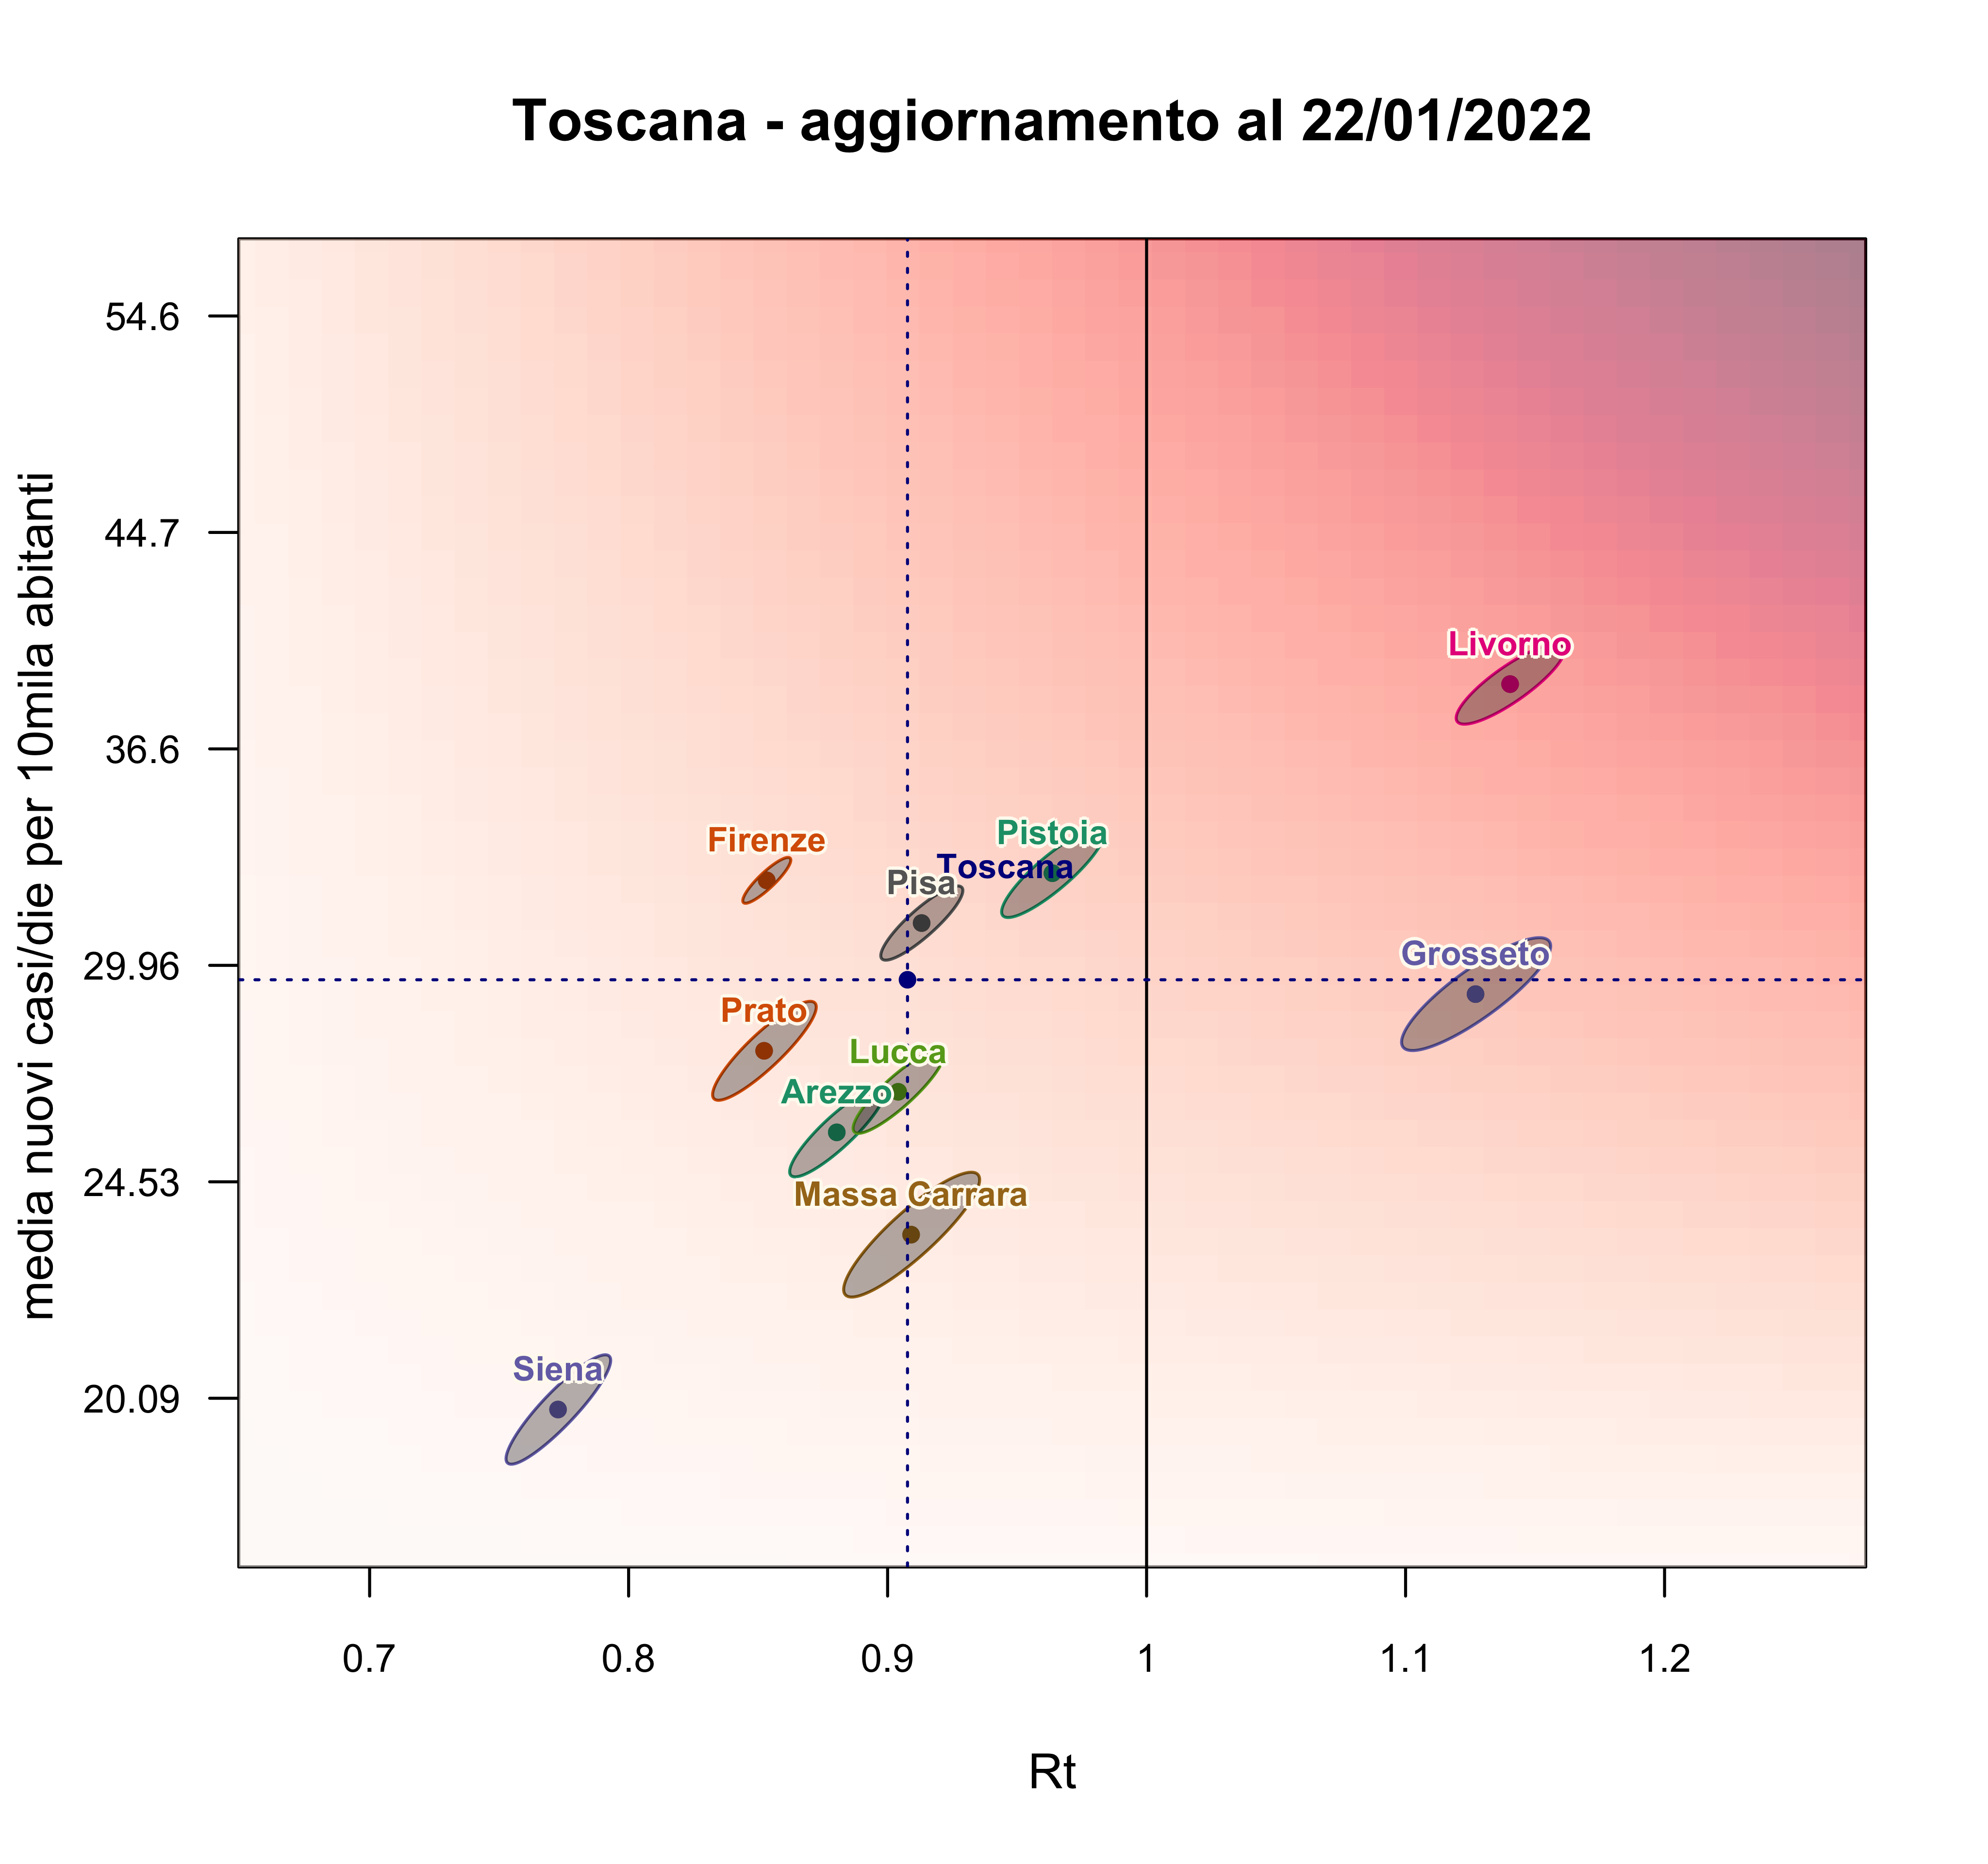 Toscana - aggiornamento al 22/01/2022
media nuovi casi/die per 10mila abitanti
54.6
44.7
36.6
29.96
24.53
20.09
Livorno
Pistoia
Firenze
Toscana
Pisa
Grosseto
Prato
Lucca
Arezzo
Massa Carrara
Siena
0.7 0.8 0.9 1 1.1 1.2
Rt